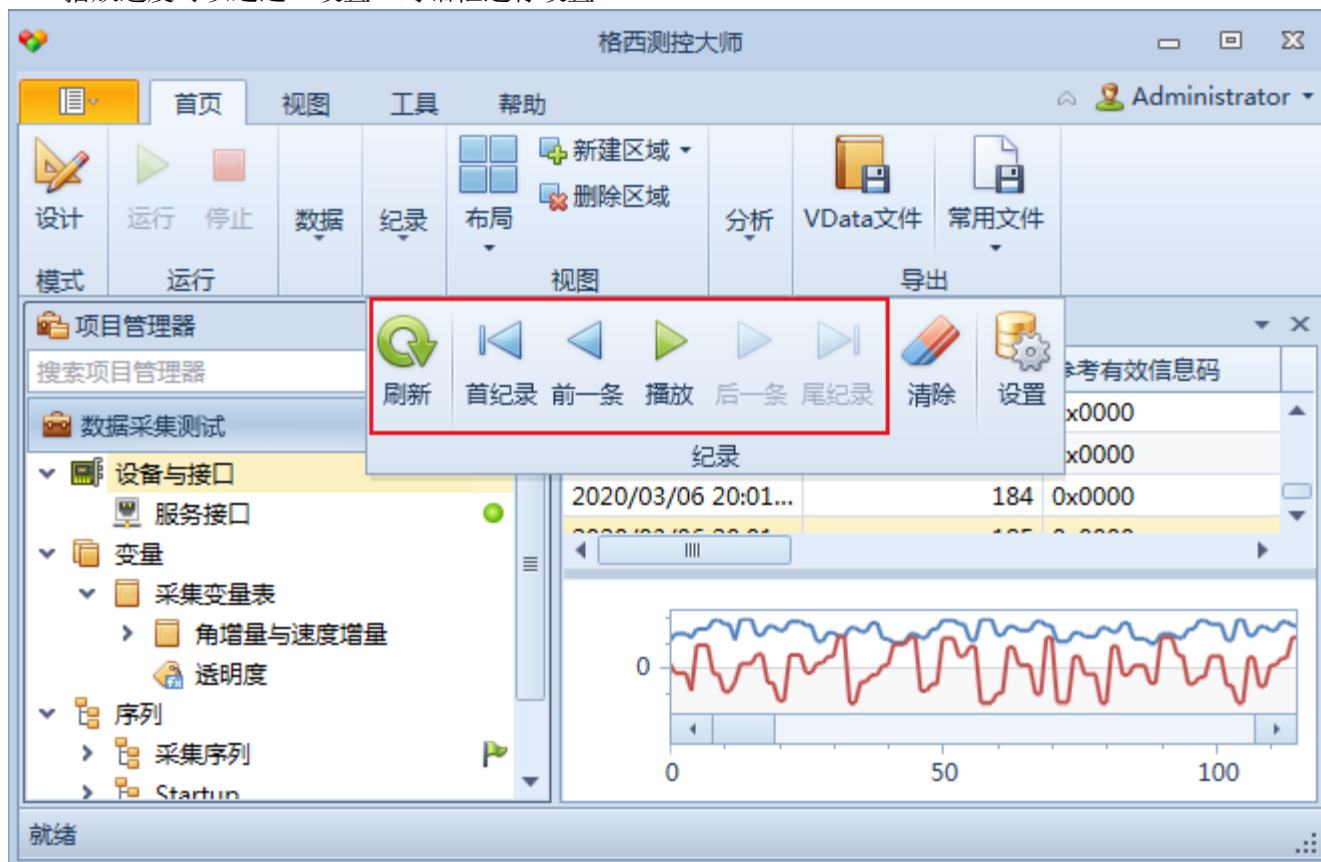 格西测控大师
首页 视图 工具 帮助 Administrator
新建区域
删除区域
设计 运行 停止 数据 纪录 布局 分析 VData文件 常用文件
模式 运行 视图 导出
项目管理器
搜索项目管理器
刷新 首纪录 前一条 播放 后一条 尾纪录 清除 设置
纪录
参考有效信息码
0x0000
0x0000
数据采集测试
设备与接口
服务接口
2020/03/06 20:01... 184 0x0000
变量
采集变量表
角增量与速度增量
透明度
序列
采集序列
Startup
0
0 50 100
就绪